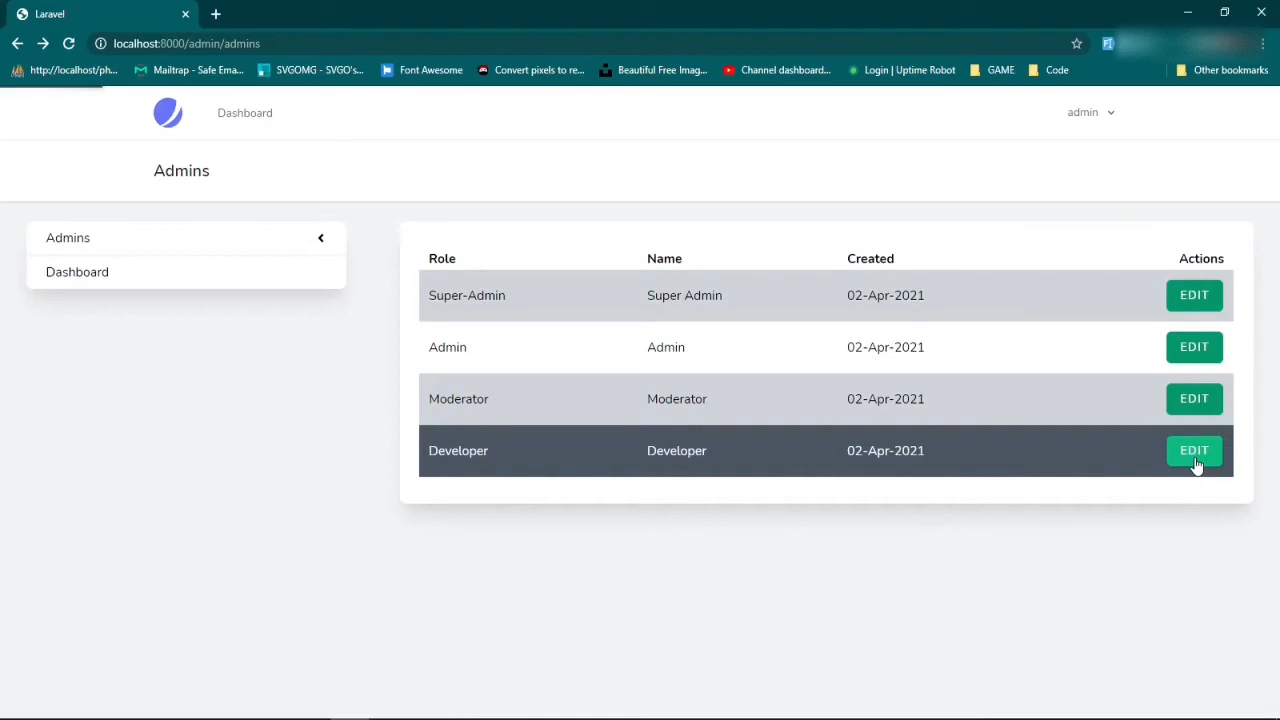 Laravel
localhost:8000/admin/admins
http://localhost/ph... Mailtrap - Safe Ema... SVGOMG - SVGO's... Font Awesome Convert pixels to re... Beautiful Free Imag... Channel dashboard... Login | Uptime Robot GAME Code Other bookmarks
Dashboard admin
Admins
Admins
Dashboard
Role Name Created Actions
Super-Admin Super Admin 02-Apr-2021 EDIT
Admin Admin 02-Apr-2021 EDIT
Moderator Moderator 02-Apr-2021 EDIT
Developer Developer 02-Apr-2021 EDIT